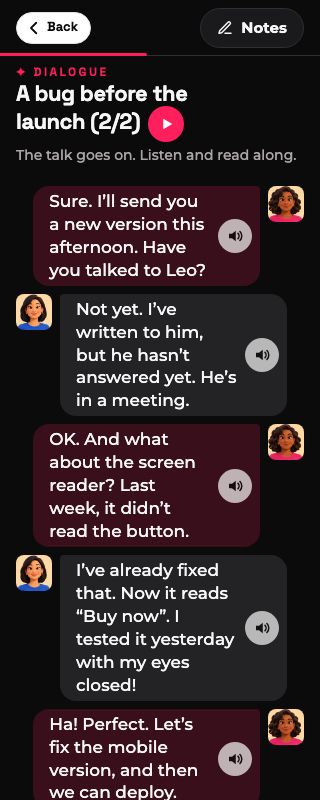 Back
Notes
DIALOGUE
A bug before the
launch (2/2)
The talk goes on. Listen and read along.
Sure. I’ll send you
a new version this
afternoon. Have
you talked to Leo?
Not yet. I’ve
written to him,
but he hasn’t
answered yet. He’s
in a meeting.
OK. And what
about the screen
reader? Last
week, it didn’t
read the button.
I’ve already fixed
that. Now it reads
“Buy now”. I
tested it yesterday
with my eyes
closed!
Ha! Perfect. Let’s
fix the mobile
version, and then
we can deploy.